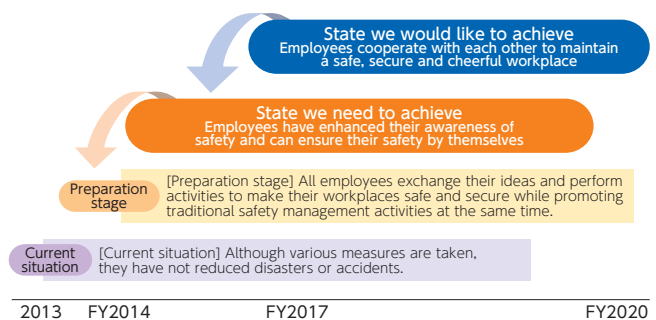 State we would like to achieve
Employees cooperate with each other to maintain
a safe, secure and cheerful workplace
State we need to achieve
Employees have enhanced their awareness of
safety and can ensure their safety by themselves
Preparation
stage
[Preparation stage] All employees exchange their ideas and perform
activities to make their workplaces safe and secure while promoting
traditional safety management activities at the same time.
Current
situation
[Current situation] Although various measures are taken,
they have not reduced disasters or accidents.
2013 FY2014 FY2017 FY2020